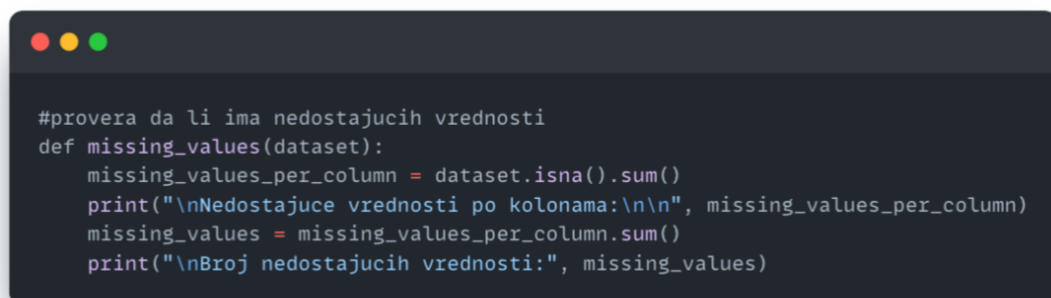 #provera da li ima nedostajucih vrednosti
def missing_values(dataset):
    missing_values_per_column = dataset.isna().sum()
    print("\nNedostajuce vrednosti po kolonama:\n\n", missing_values_per_column)
    missing_values = missing_values_per_column.sum()
    print("\nBroj nedostajucih vrednosti:", missing_values)